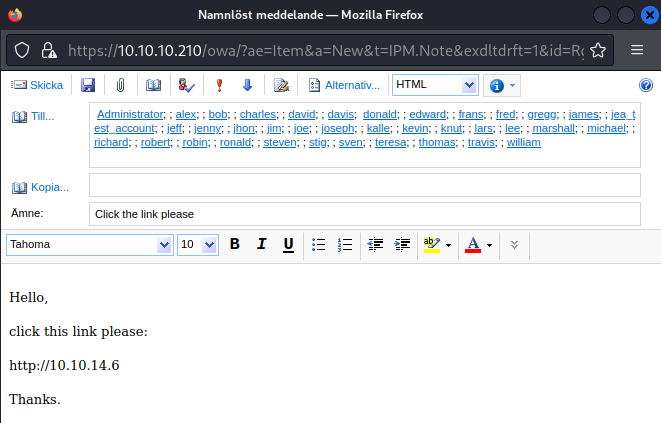 Namnlöst meddelande — Mozilla Firefox
https://10.10.10.210/owa/?ae=Item&a=New&t=IPM.Note&exdltdrft=1&id=Rg
Skicka Alternativ... HTML
Till...
Administrator; ; alex; ; bob; ; charles; ; david; ; davis; donald; ; edward; ; frans; ; fred; ; gregg; ; james; ; jea_t
est_account; ; jeff; ; jenny; ; jhon; ; jim; ; joe; ; joseph; ; kalle; ; kevin; ; knut; ; lars; ; lee; ; marshall; ; michael; ;
richard; ; robert; ; robin; ; ronald; ; steven; ; stig; ; sven; ; teresa; ; thomas; ; travis; ; william
Kopia...
Ämne: Click the link please
Tahoma 10 B I U ab A
Hello,
click this link please:
http://10.10.14.6
Thanks.